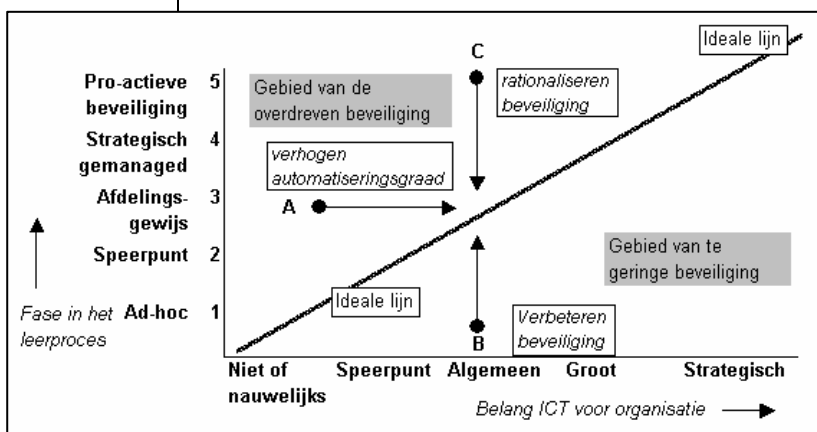 Ideale lijn
C
Pro-actieve
beveiliging
5
Gebied van de
overdreven beveiliging
rationaliseren
beveiliging
Strategisch
gemanaged
4
verhogen
automatiseringsgraad
Afdelings-
gewijs
3
A
Speerpunt
2
Gebied van te
geringe beveiliging
Fase in het
leerproces
Ad-hoc
1
Ideale lijn
B
Verbeteren
beveiliging
Niet of
nauwelijks
Speerpunt
Algemeen
Groot
Strategisch
Belang ICT voor organisatie